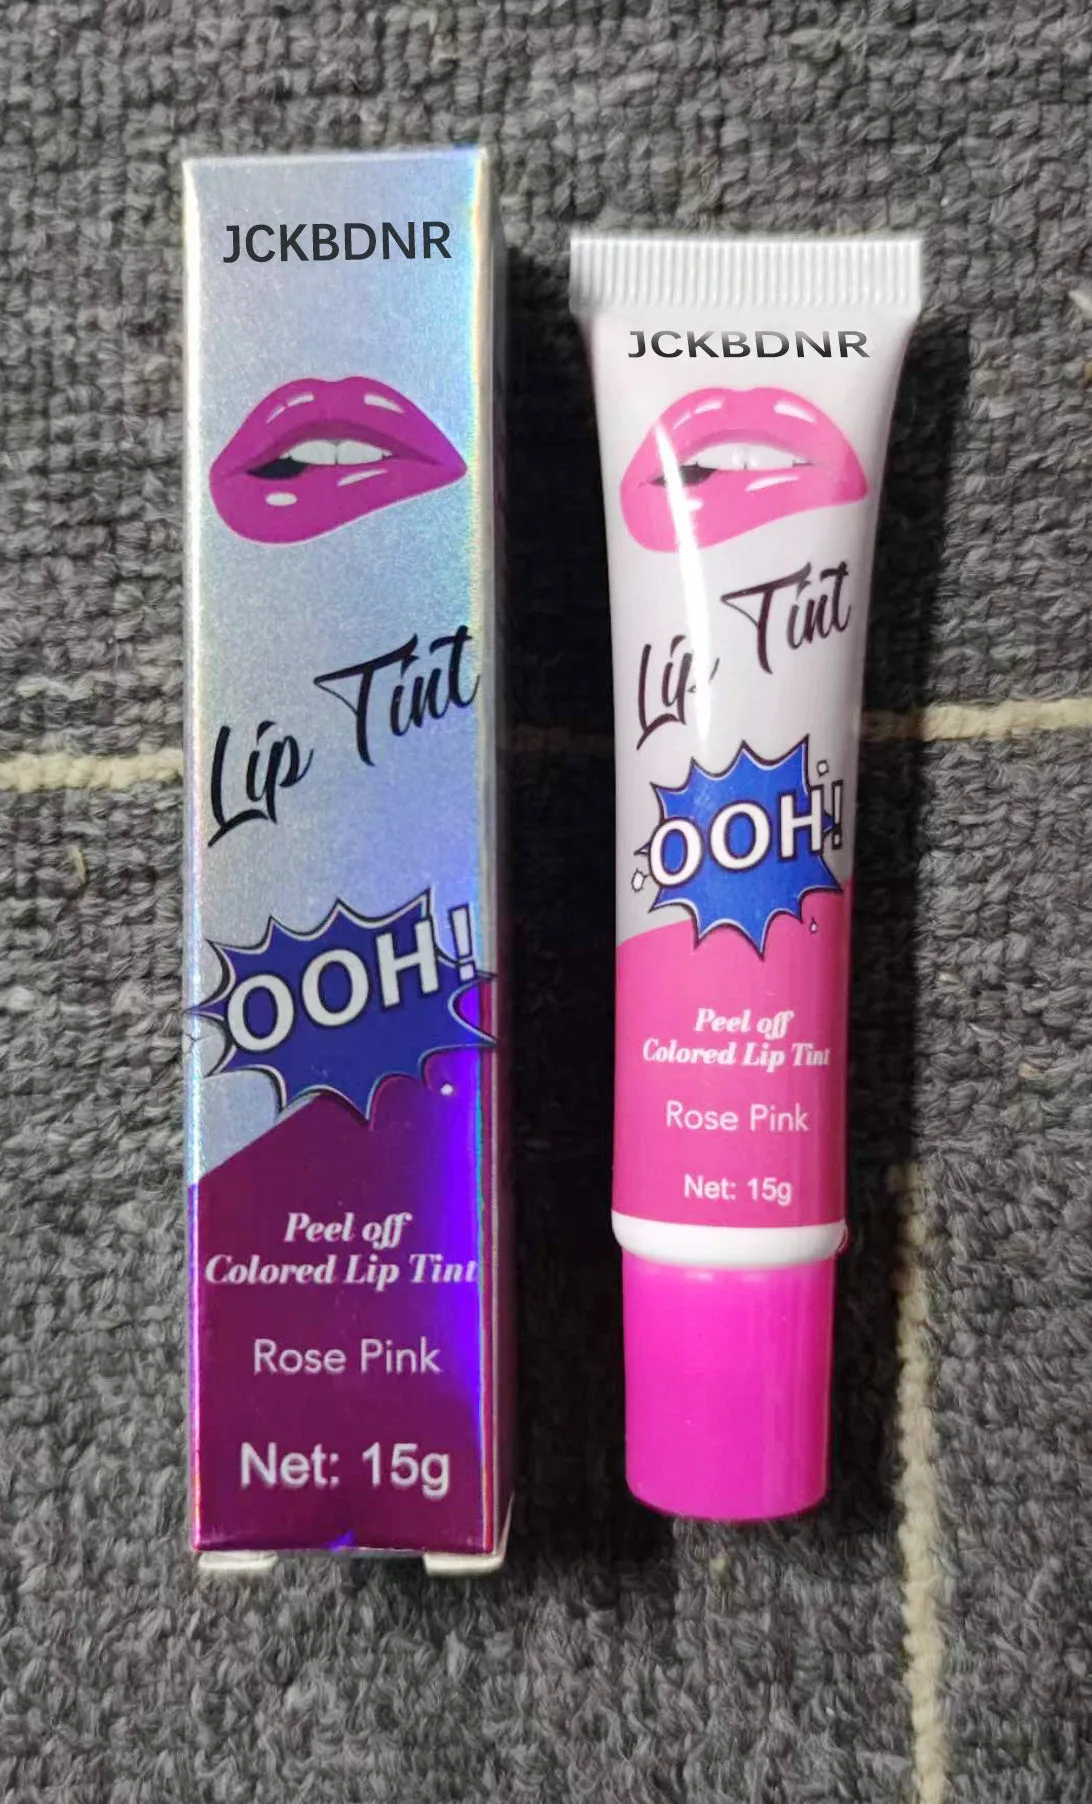 JCKBDNR
Lip Tint
OOH!
Peel off
Colored Lip Tint
Rose Pink
Net: 15g
JCKBDNR
Lip Tint
OOH!
Peel off
Colored Lip Tint
Rose Pink
Net: 15g